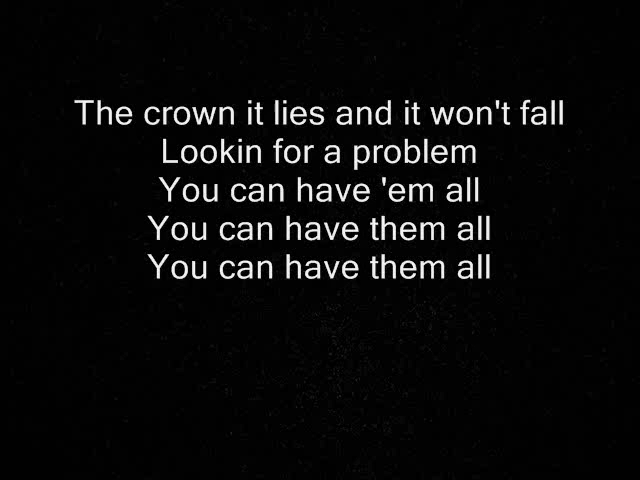 The crown it lies and it won't fall
Lookin for a problem
You can have 'em all
You can have them all
You can have them all